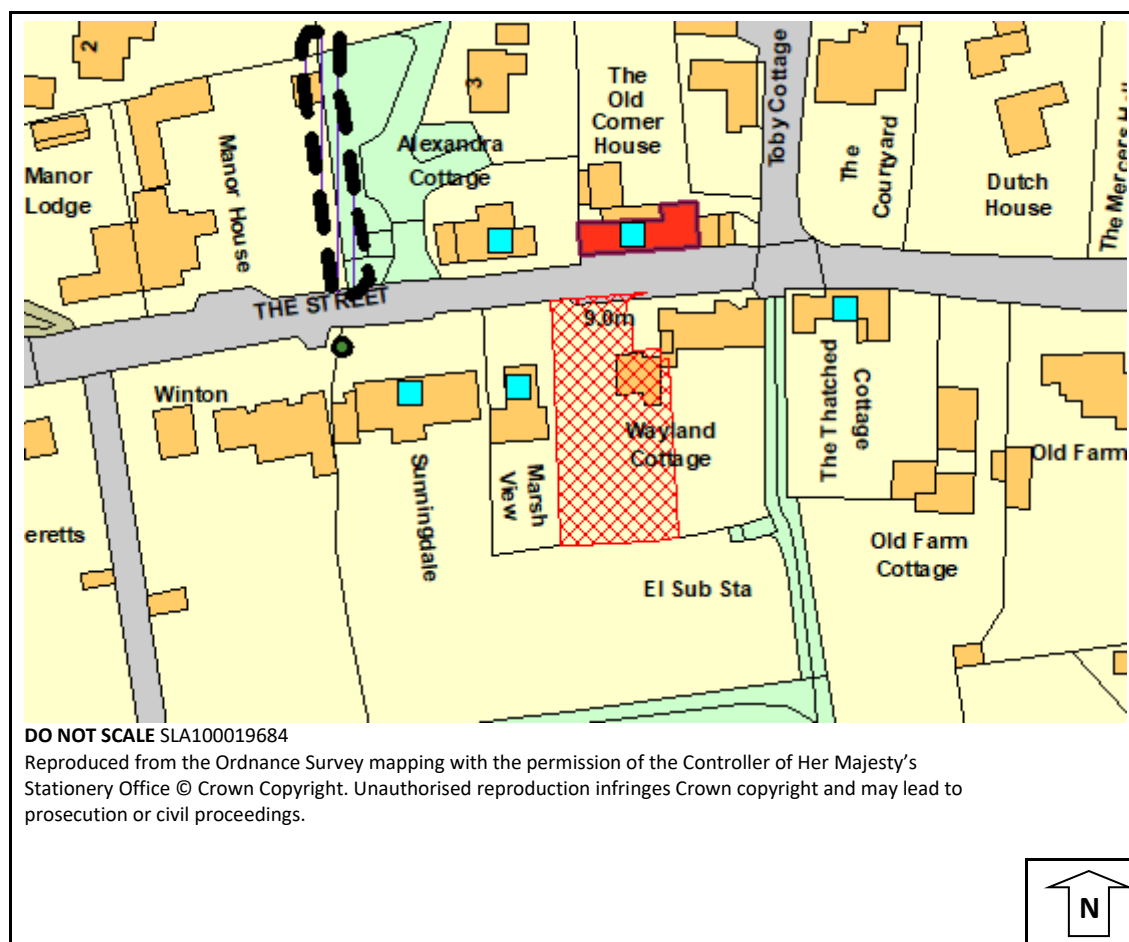 2
3
The
Old
Corner
House
Toby Cottage
The
Courtyard
Dutch
House
The Mercers
Alexandra
Cottage
Manor House
Manor
Lodge
THE STREET
9.0m
Winton
Sunningdale
Marsh
View
Wayland
Cottage
The Thatched
Cottage
Old Farm
eretts
Old Farm
Cottage
El Sub Sta
DO NOT SCALE SLA100019684
Reproduced from the Ordnance Survey mapping with the permission of the Controller of Her Majesty’s
Stationery Office © Crown Copyright. Unauthorised reproduction infringes Crown copyright and may lead to
prosecution or civil proceedings.
N